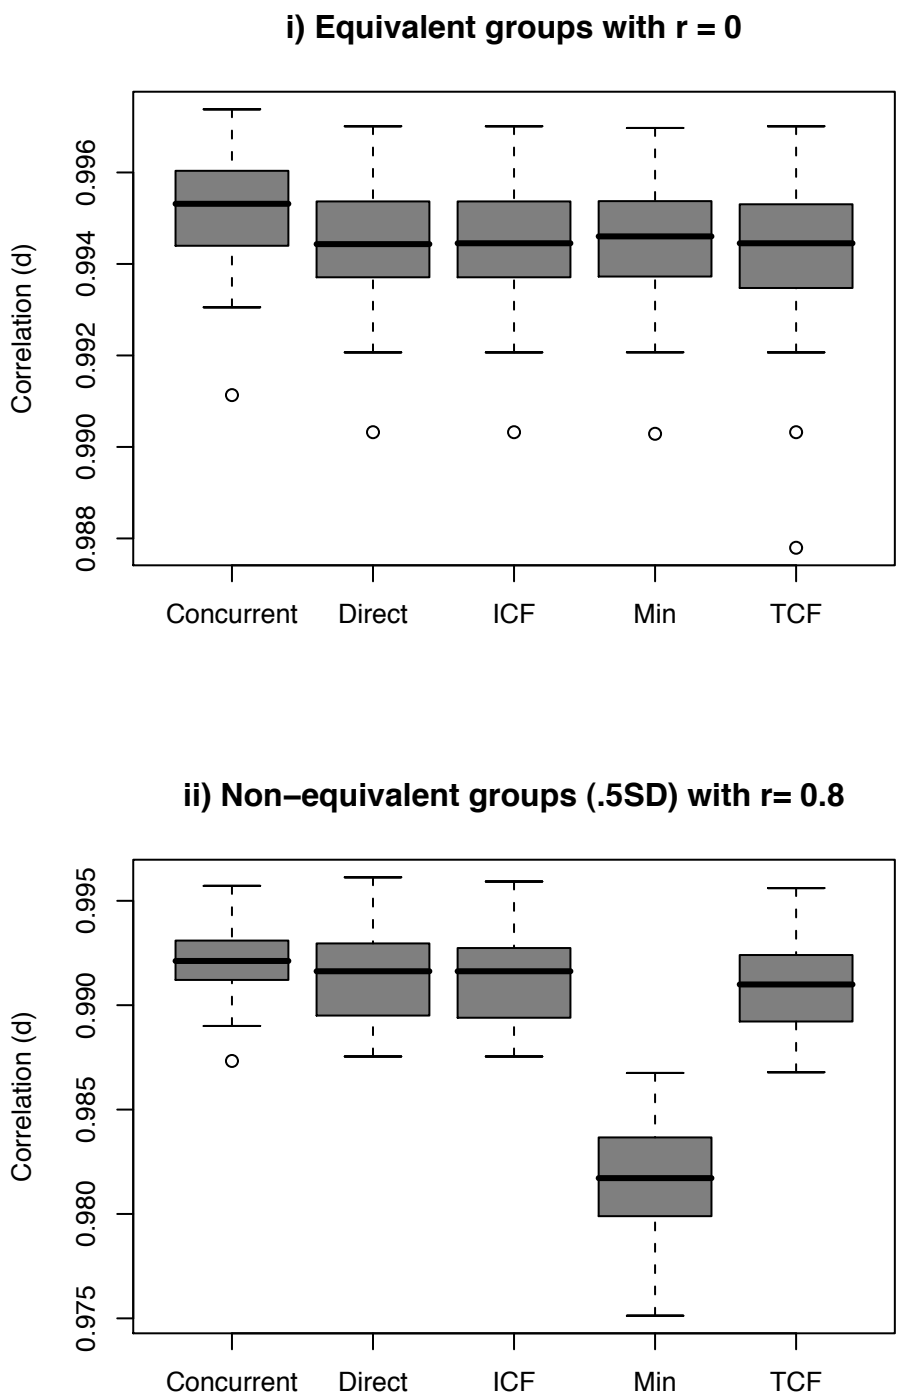 i) Equivalent groups with r = 0
Correlation (d)
0.996
0.994
0.992
0.990
0.988
Concurrent Direct ICF Min TCF
ii) Non−equivalent groups (.5SD) with r= 0.8
Correlation (d)
0.995
0.990
0.985
0.980
0.975
Concurrent Direct ICF Min TCF